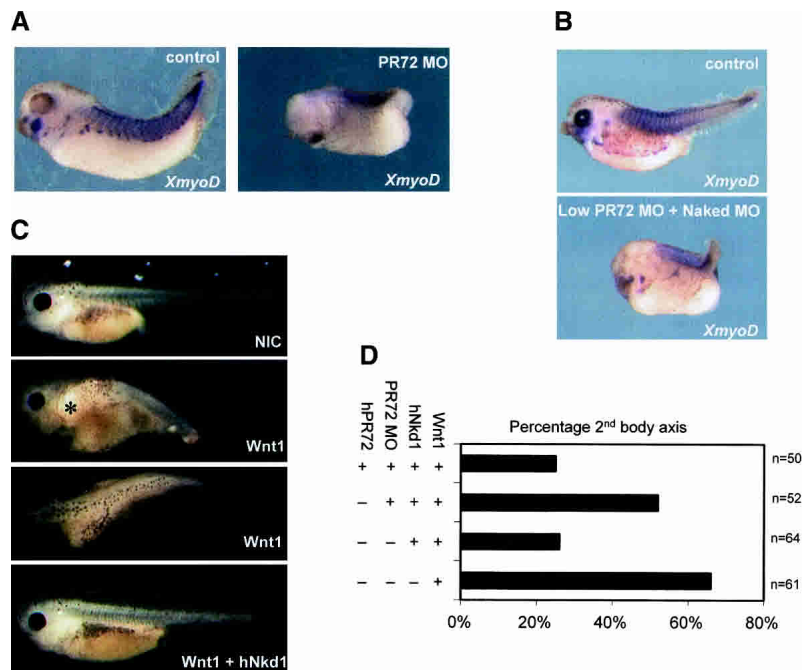 A
control
XmyoD
PR72 MO
XmyoD
B
control
XmyoD
Low PR72 MO + Naked MO
XmyoD
C
NIC
*
Wnt1
Wnt1
Wnt1 + hNkd1
D
hPR72
PR72 MO
hNkd1
Wnt1
Percentage 2nd body axis
+ + + + n=50
– + + + n=52
– – + + n=64
– – – + n=61
0% 20% 40% 60% 80%